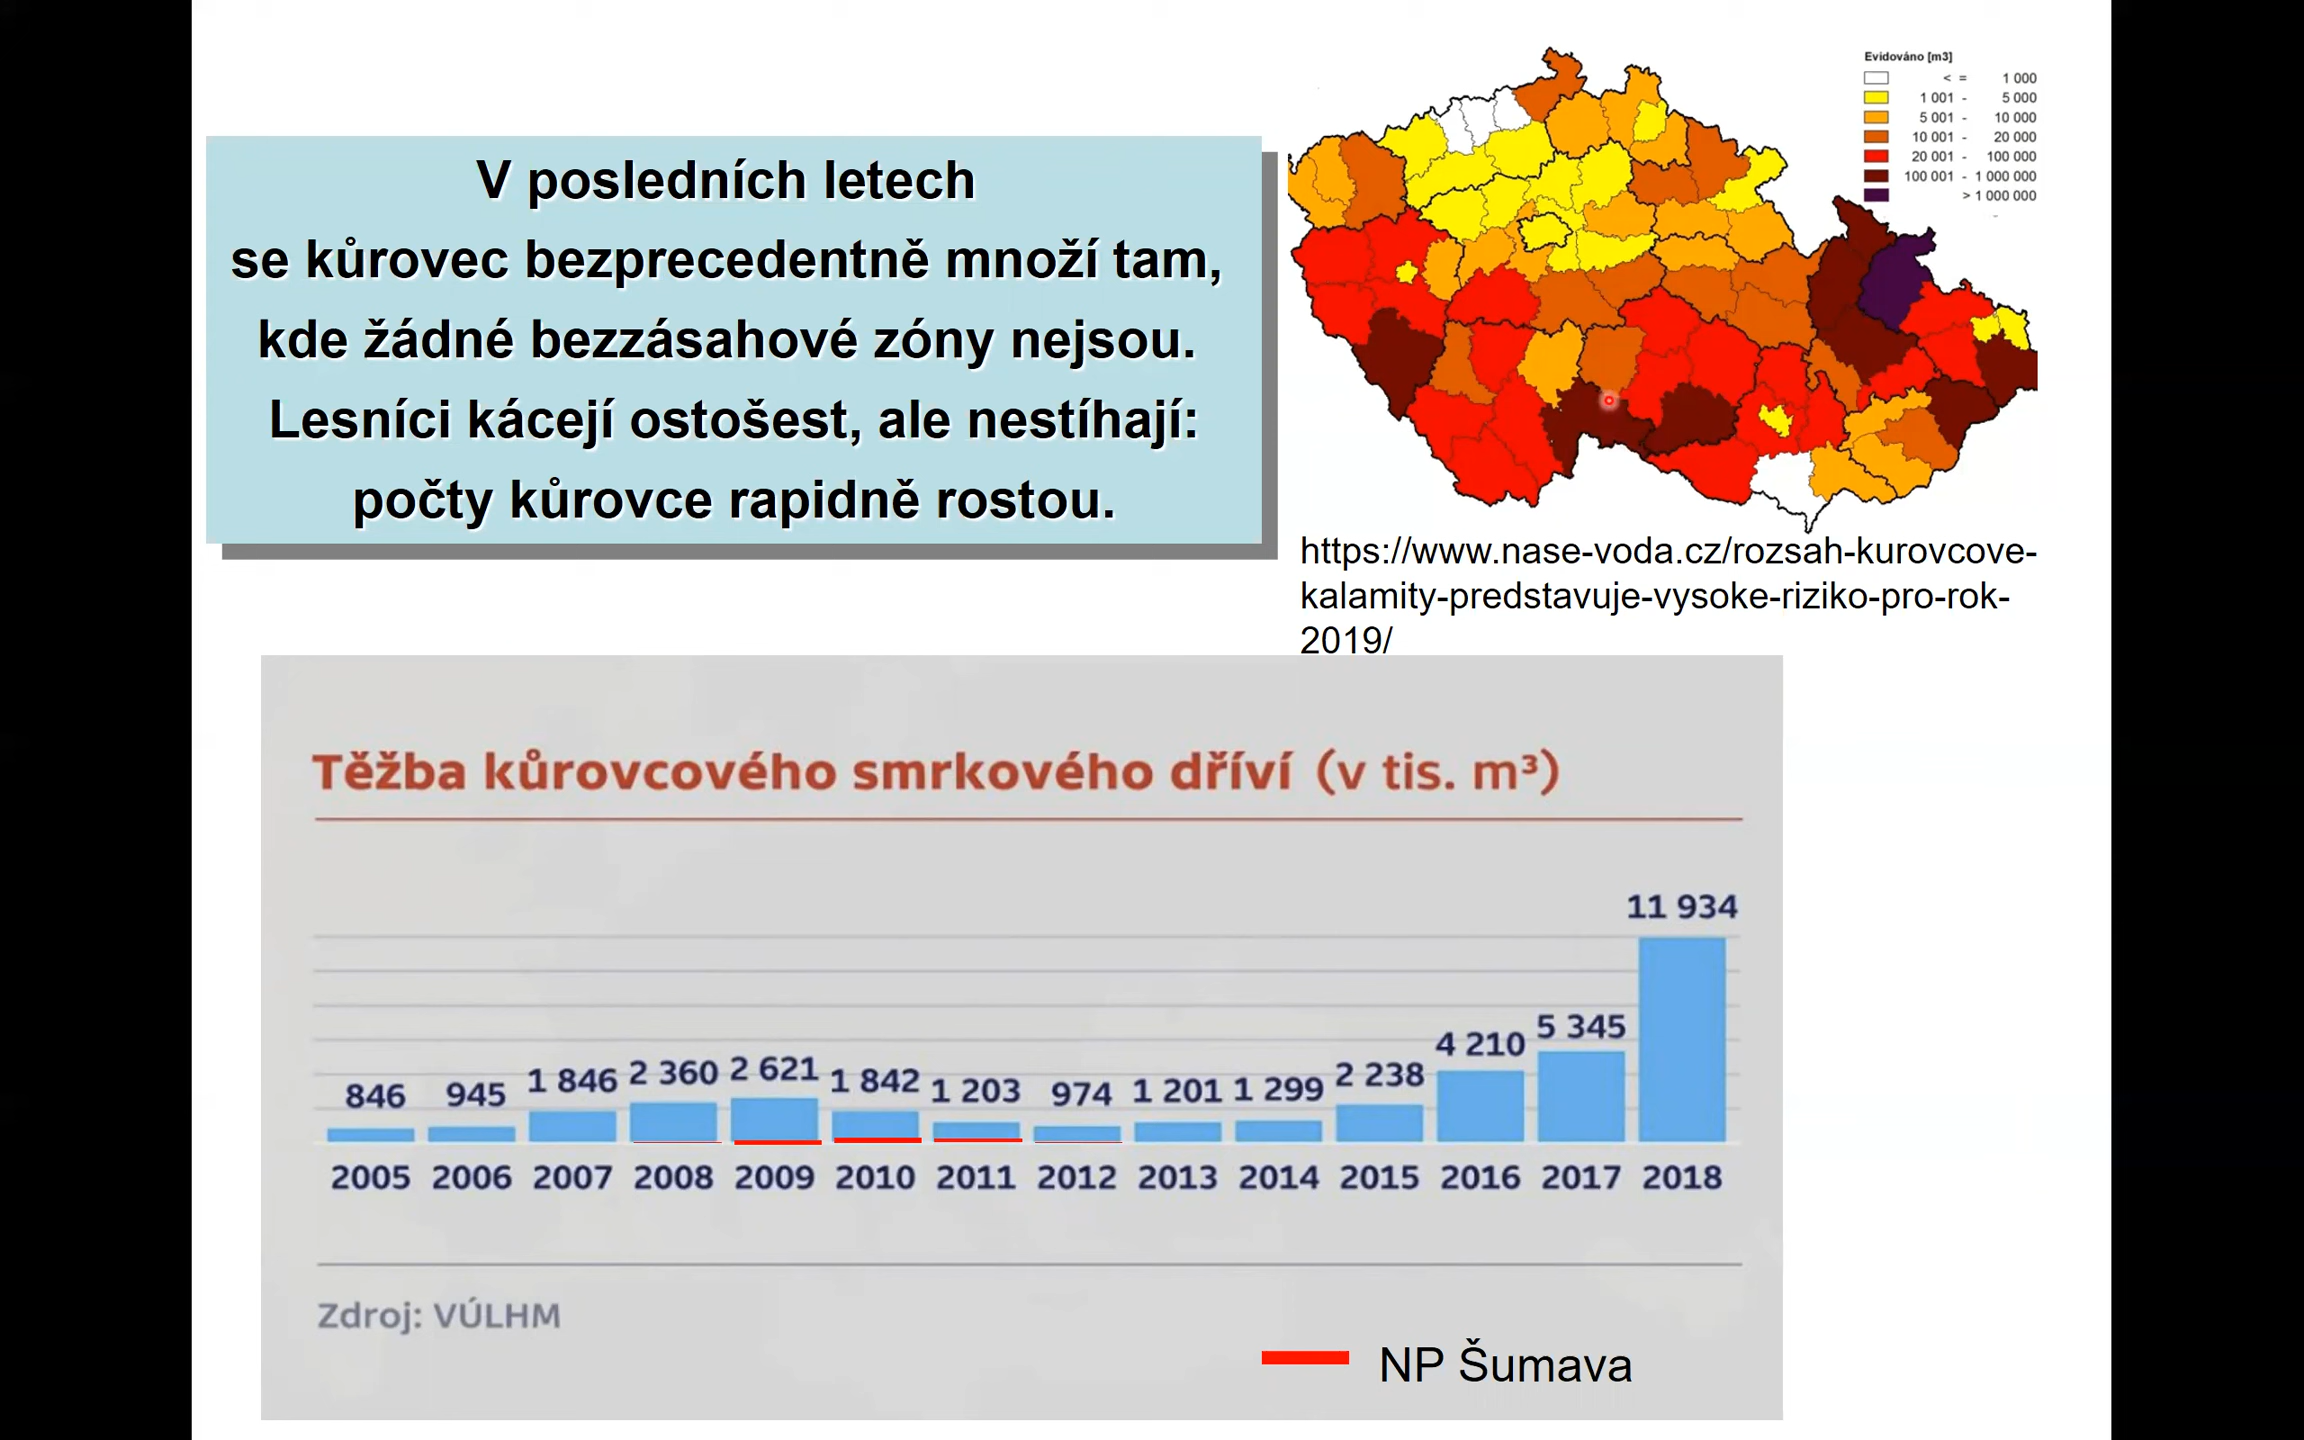 V posledních letech
se kůrovec bezprecedentně množí tam,
kde žádné bezzásahové zóny nejsou.
Lesníci kácejí ostošest, ale nestíhají:
počty kůrovce rapidně rostou.
Evidováno [m3]
< = 1 000
1 001 - 5 000
5 001 - 10 000
10 001 - 20 000
20 001 - 100 000
100 001 - 1 000 000
> 1 000 000
https://www.nase-voda.cz/rozsah-kurovcove-
kalamity-predstavuje-vysoke-riziko-pro-rok-
2019/
Těžba kůrovcového smrkového dříví (v tis. m³)
846 945 1 846 2 360 2 621 1 842 1 203 974 1 201 1 299 2 238 4 210 5 345 11 934
2005 2006 2007 2008 2009 2010 2011 2012 2013 2014 2015 2016 2017 2018
Zdroj: VÚLHM
NP Šumava